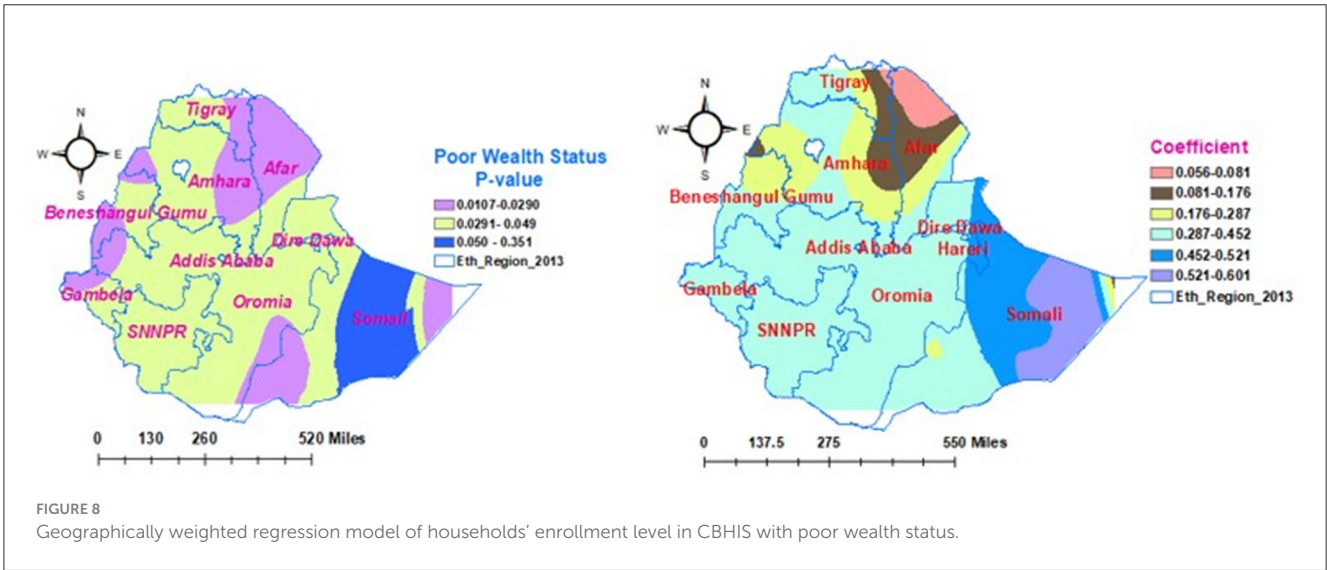 N
W
E
S
Tigray
Afar
Amhara
Beneshangul Gumu
Dire Dawa
Addis Ababa
Gambela
Oromia
Somali
SNNPR
Poor Wealth Status
P-value
0.0107-0.0290
0.0291- 0.049
0.050 - 0.351
Eth_Region_2013
0 130 260 520 Miles
N
W
E
S
Tigray
Afar
Amhara
Beneshangul Gumu
Dire Dawa
Addis Ababa
Hareri
Gambela
Oromia
Somali
SNNPR
Coefficient
0.056-0.081
0.081-0.176
0.176-0.287
0.287-0.452
0.452-0.521
0.521-0.601
Eth_Region_2013
0 137.5 275 550 Miles
FIGURE 8
Geographically weighted regression model of households’ enrollment level in CBHIS with poor wealth status.